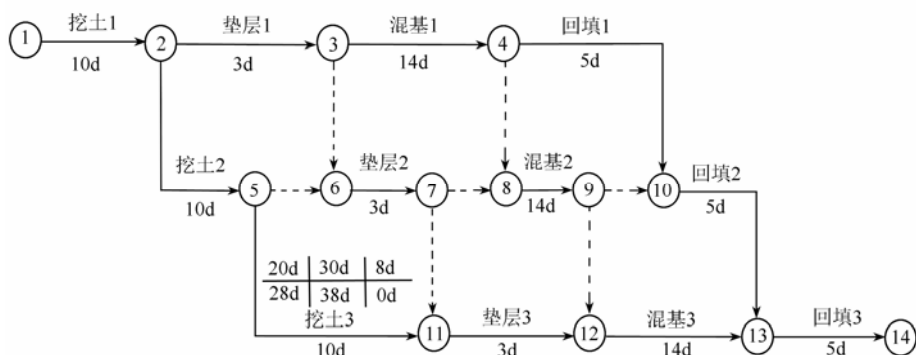 挖土1 垫层1 混基1 回填1
1 2 3 4
10d 3d 14d 5d
挖土2 垫层2 混基2 回填2
5 6 7 8 9 10
10d 3d 14d 5d
20d 30d 8d
28d 38d 0d
挖土3 垫层3 混基3 回填3
11 12 13 14
10d 3d 14d 5d